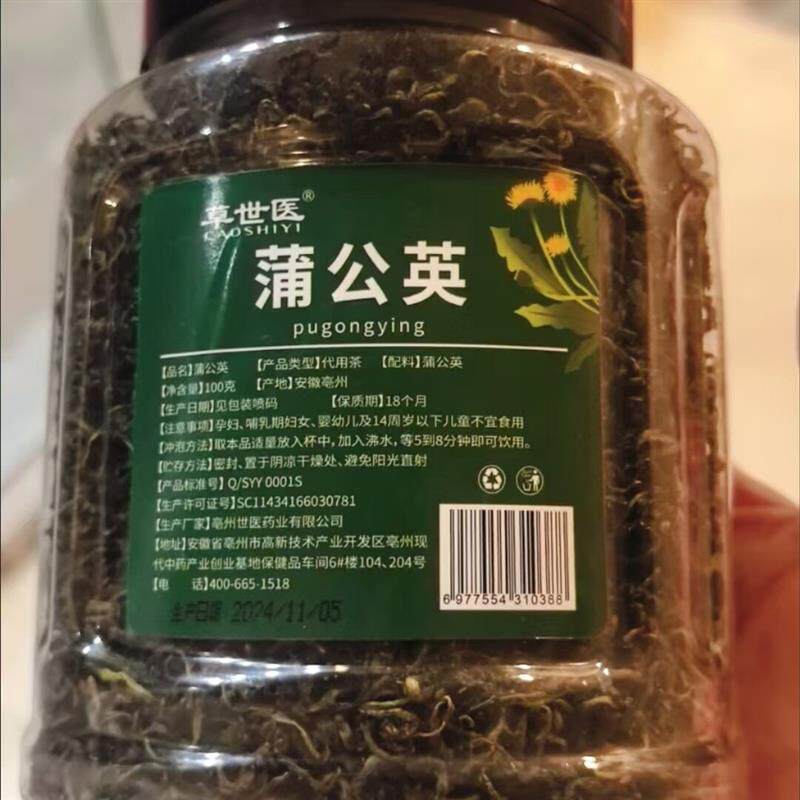 草世医®
CAOSHIYI
蒲公英
pugongying
【品名】蒲公英 【产品类型】代用茶 【配料】蒲公英
【净含量】100克 【产地】安徽亳州
【生产日期】见包装喷码 【保质期】18个月
【注意事项】孕妇、哺乳期妇女、婴幼儿及14周岁以下儿童不宜食用
【冲泡方法】取本品适量放入杯中，加入沸水，等5到8分钟即可饮用。
【贮存方法】密封、置于阴凉干燥处、避免阳光直射
【产品标准号】Q/SYY 0001S
【生产许可证号】SC11434166030781
【生产厂家】亳州世医药业有限公司
【地址】安徽省亳州市高新技术产业开发区亳州现
代中药产业创业基地保健品车间6#楼104、204号
【电 话】400-665-1518
6 977554 310388
生产日期 2024/11/05